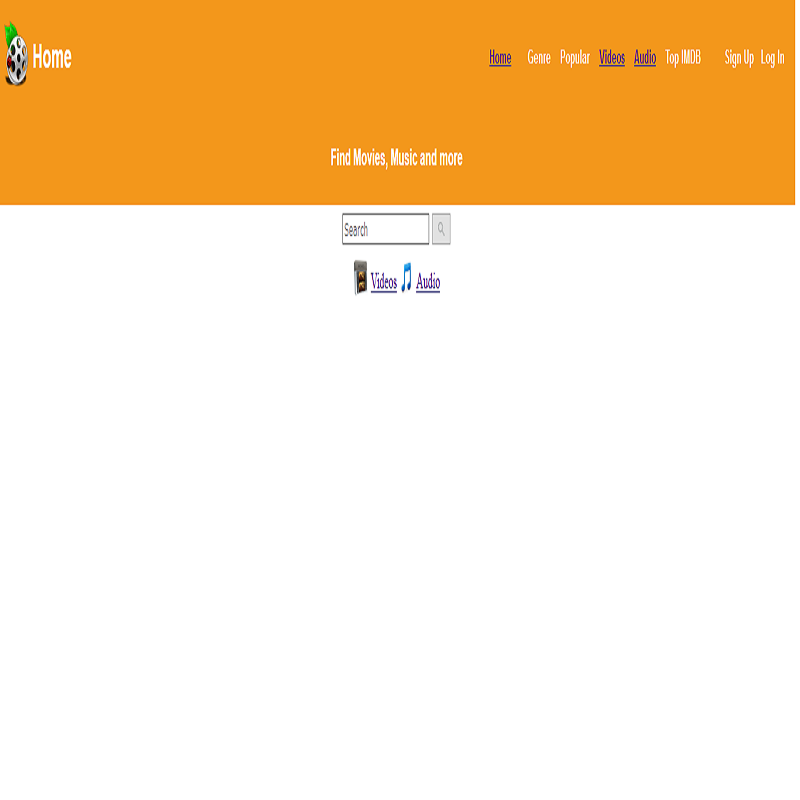 Home
Home Genre Popular Videos Audio Top IMDB Sign Up Log In
Find Movies, Music and more
Search
Videos Audio